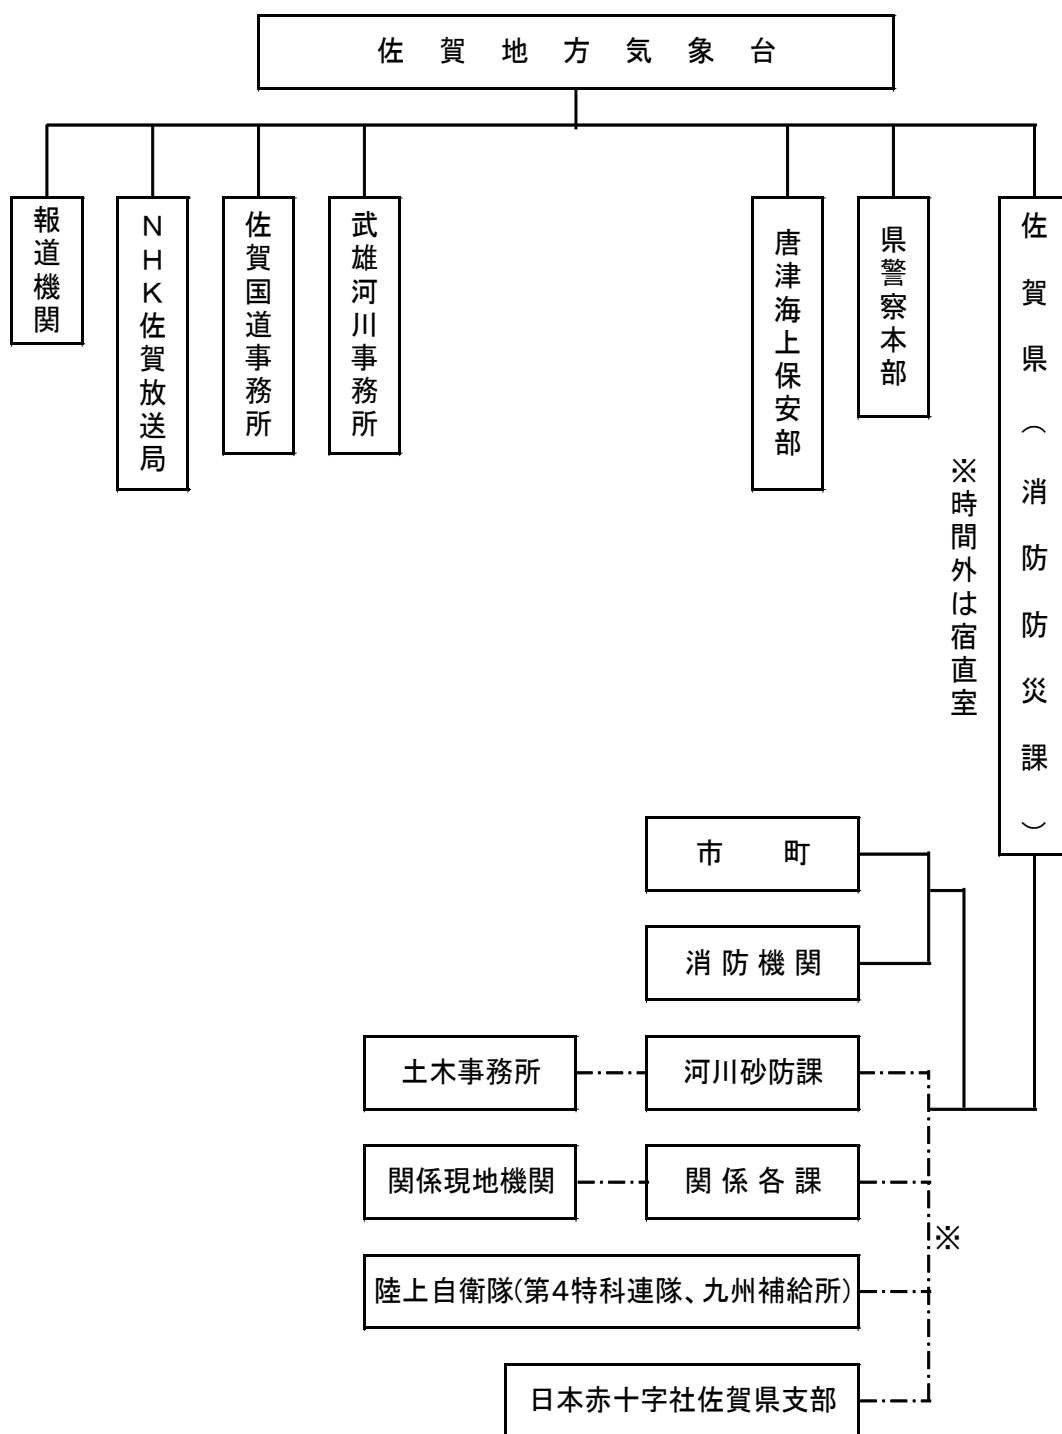 佐賀地方気象台
報道機関
NHK佐賀放送局
佐賀国道事務所
武雄河川事務所
唐津海上保安部
県警察本部
佐賀県(消防防災課)
※時間外は宿直室
市町
消防機関
土木事務所
河川砂防課
関係現地機関
関係各課
※
陸上自衛隊(第4特科連隊、九州補給所)
日本赤十字社佐賀県支部